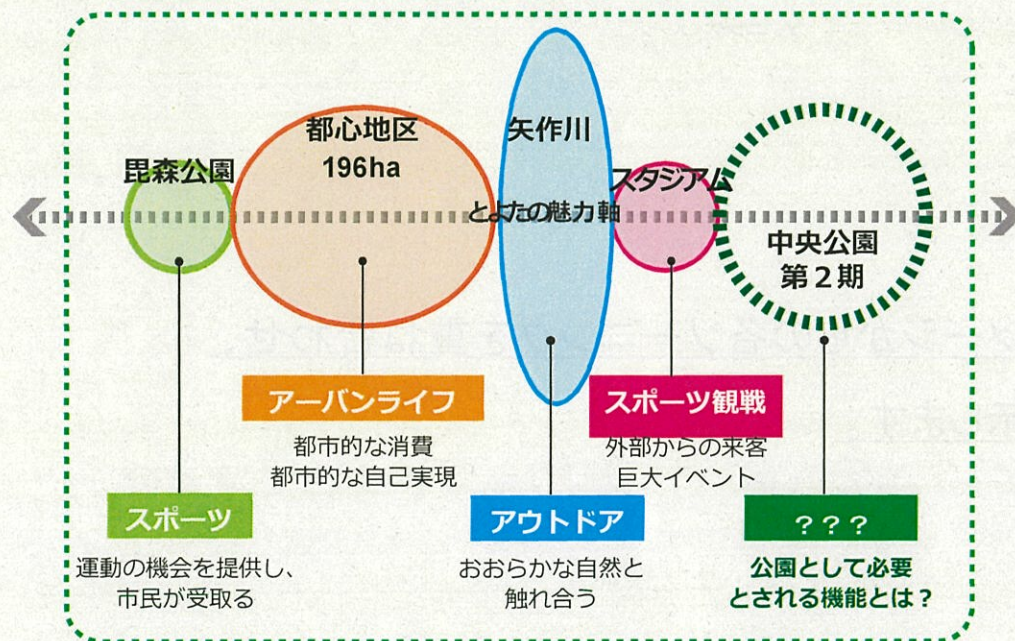 都心地区
196ha
矢作川
毘森公園
スタジアム
とよたの魅力軸
中央公園
第２期
アーバンライフ
都市的な消費
都市的な自己実現
スポーツ観戦
外部からの来客
巨大イベント
スポーツ
運動の機会を提供し、
市民が受取る
アウトドア
おおらかな自然と
触れ合う
？？？
公園として必要
とされる機能とは？